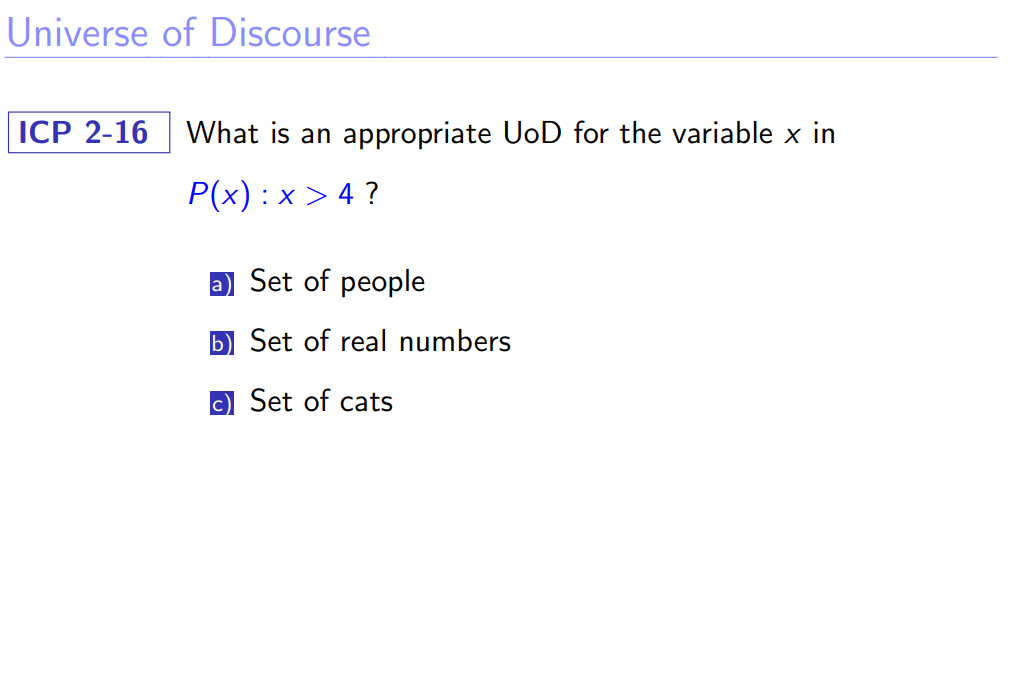 Universe of Discourse
ICP 2-16 What is an appropriate UoD for the variable x in
P(x) : x > 4 ?
a) Set of people
b) Set of real numbers
c) Set of cats